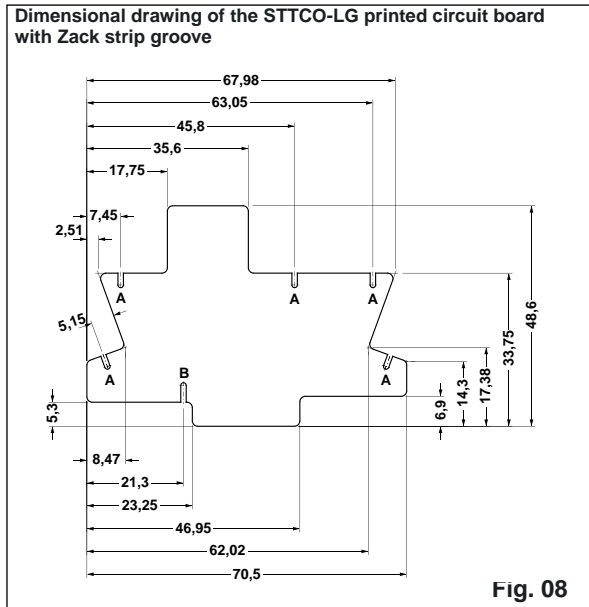 Dimensional drawing of the STTCO-LG printed circuit board
with Zack strip groove
67,98
63,05
45,8
35,6
17,75
7,45
2,51
A
A
A
5,15
48,6
33,75
A
B
A
5,3
6,9
14,3
17,38
8,47
21,3
23,25
46,95
62,02
70,5
Fig. 08